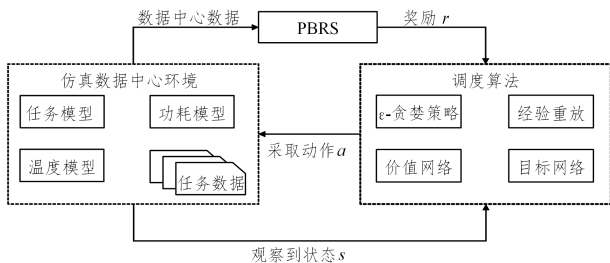 数据中心数据
PBRS
奖励 r
仿真数据中心环境
任务模型
功耗模型
温度模型
任务数据
采取动作 a
调度算法
ε-贪婪策略
经验重放
价值网络
目标网络
观察到状态 s